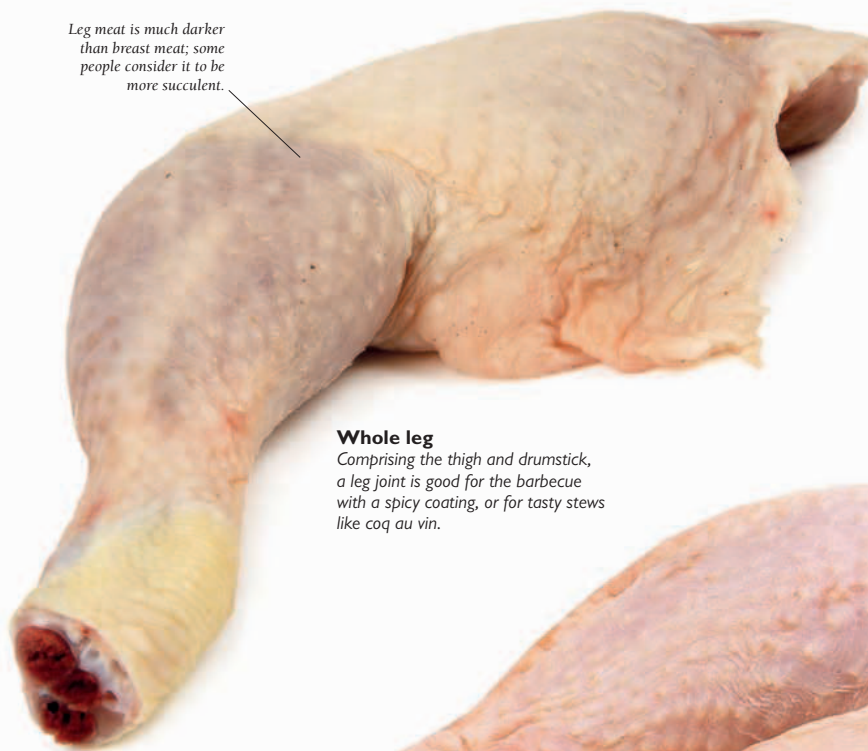 Leg meat is much darker
than breast meat; some
people consider it to be
more succulent.
Whole leg
Comprising the thigh and drumstick,
a leg joint is good for the barbecue
with a spicy coating, or for tasty stews
like coq au vin.